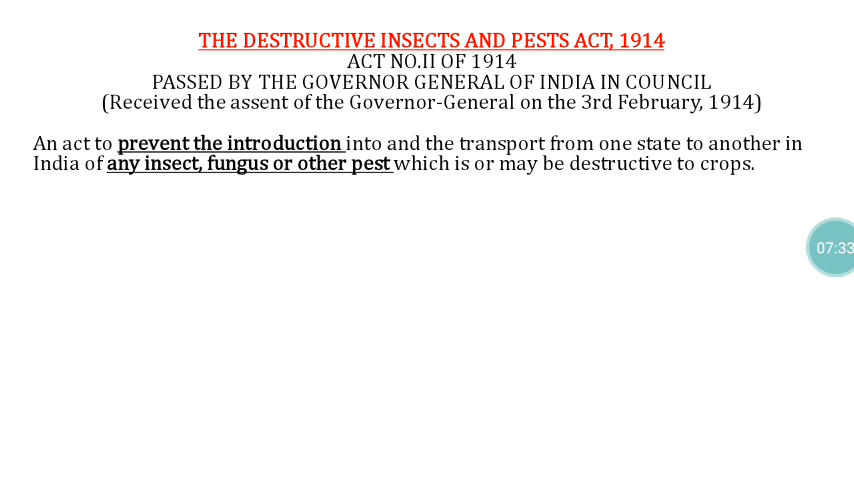 THE DESTRUCTIVE INSECTS AND PESTS ACT, 1914
ACT NO.II OF 1914
PASSED BY THE GOVERNOR GENERAL OF INDIA IN COUNCIL
(Received the assent of the Governor-General on the 3rd February, 1914)
An act to prevent the introduction into and the transport from one state to another in
India of any insect, fungus or other pest which is or may be destructive to crops.
07:33